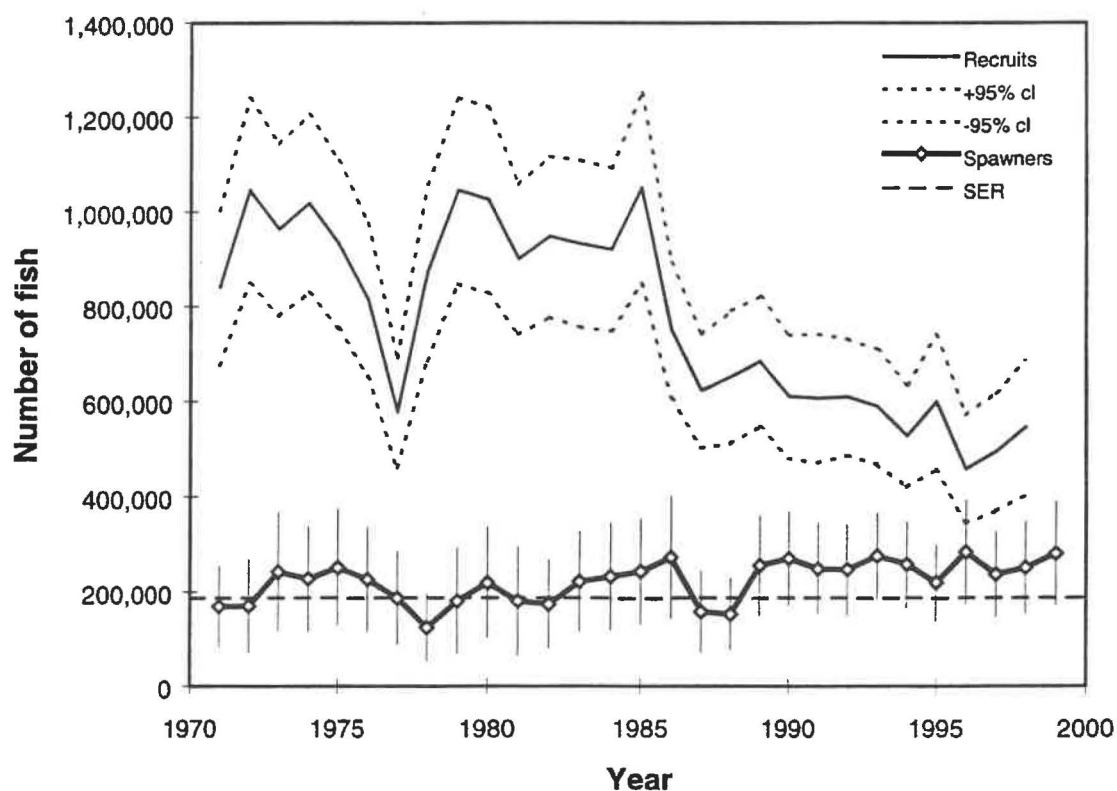 1,400,000
1,200,000
1,000,000
800,000
600,000
400,000
200,000
0
Number of fish
Recruits
+95% cl
-95% cl
Spawners
SER
1970
1975
1980
1985
1990
1995
2000
Year